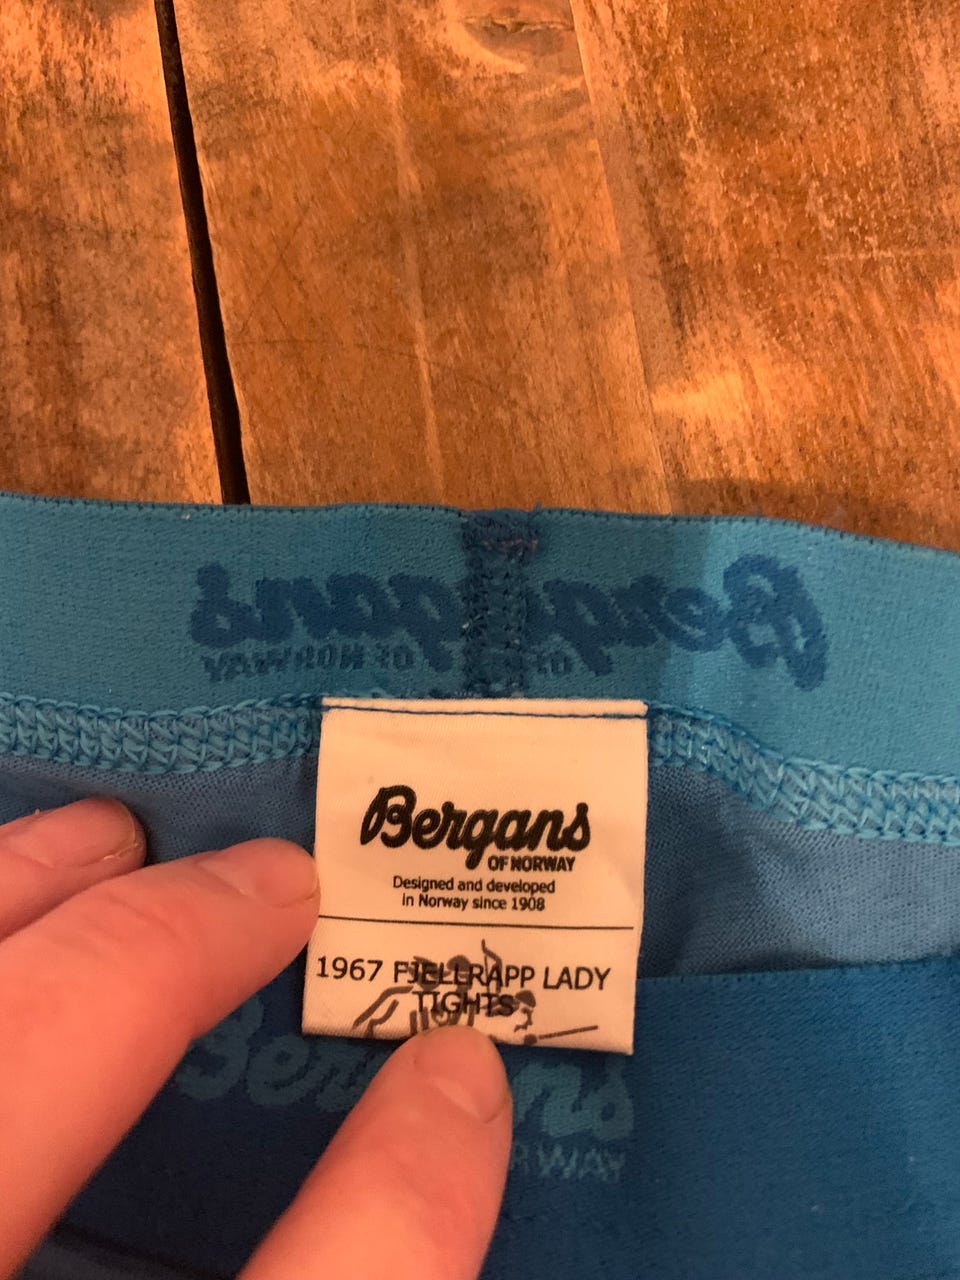 Bergans
OF NORWAY
Bergans
OF NORWAY
Designed and developed
in Norway since 1908
1967 FJELLRAPP LADY
TIGHTS